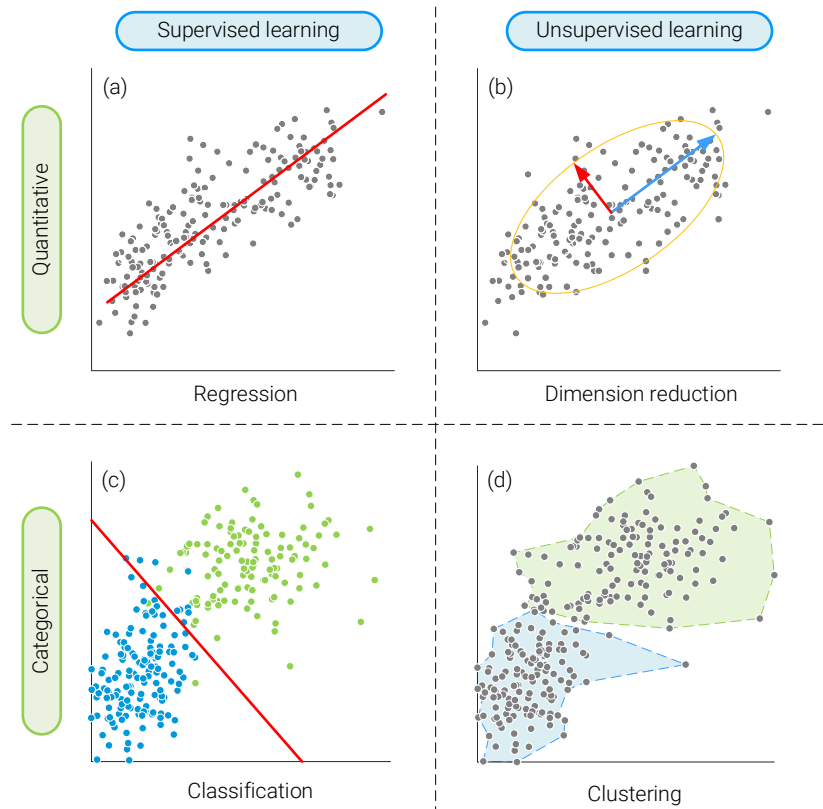 Supervised learning
Unsupervised learning
Quantitative
(a)
(b)
Regression
Dimension reduction
Categorical
(c)
(d)
Classification
Clustering